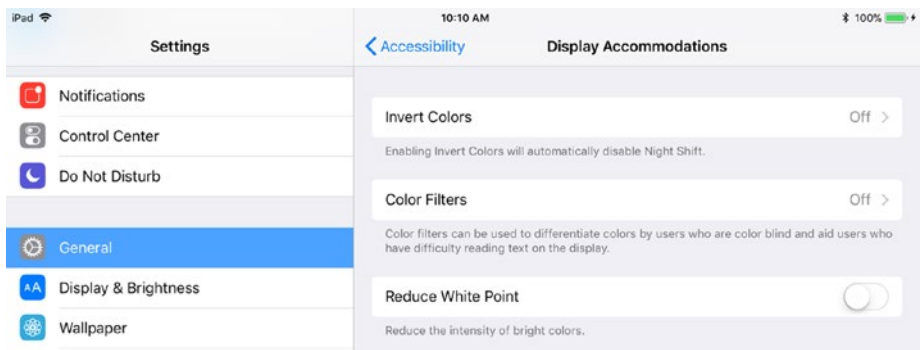 iPad 10:10 AM 100%
Settings
Notifications
Control Center
Do Not Disturb
General
AA Display & Brightness
Wallpaper
Accessibility Display Accommodations
Invert Colors Off
Enabling Invert Colors will automatically disable Night Shift.
Color Filters Off
Color filters can be used to differentiate colors by users who are color blind and aid users who
have difficulty reading text on the display.
Reduce White Point
Reduce the intensity of bright colors.